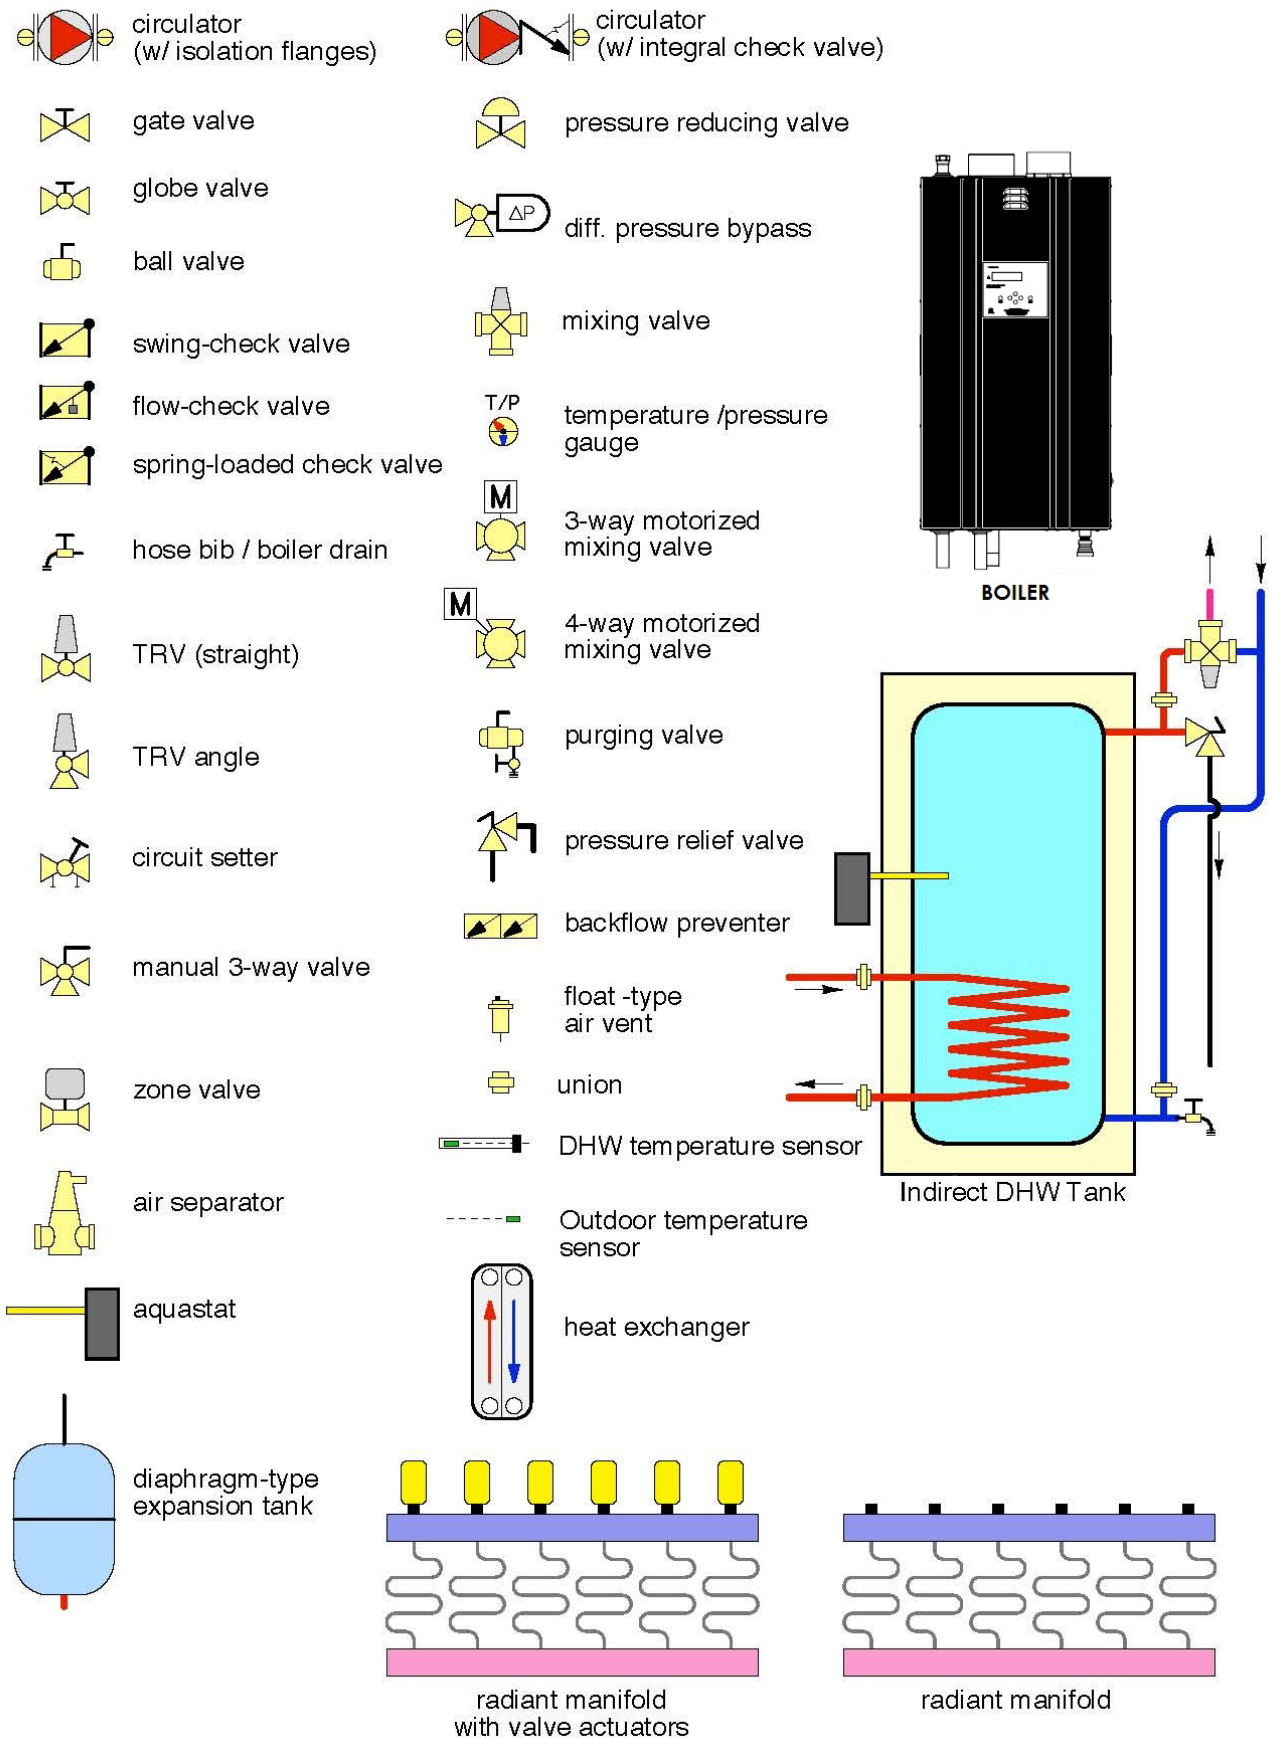 circulator
(w/ isolation flanges)
gate valve
globe valve
ball valve
swing-check valve
flow-check valve
spring-loaded check valve
hose bib / boiler drain
TRV (straight)
TRV angle
circuit setter
manual 3-way valve
zone valve
air separator
aquastat
diaphragm-type
expansion tank
circulator
(w/ integral check valve)
pressure reducing valve
ΔP
diff. pressure bypass
mixing valve
T/P
temperature /pressure
gauge
M
3-way motorized
mixing valve
M
4-way motorized
mixing valve
purging valve
pressure relief valve
backflow preventer
float -type
air vent
union
DHW temperature sensor
Outdoor temperature
sensor
heat exchanger
BOILER
Indirect DHW Tank
radiant manifold
with valve actuators
radiant manifold